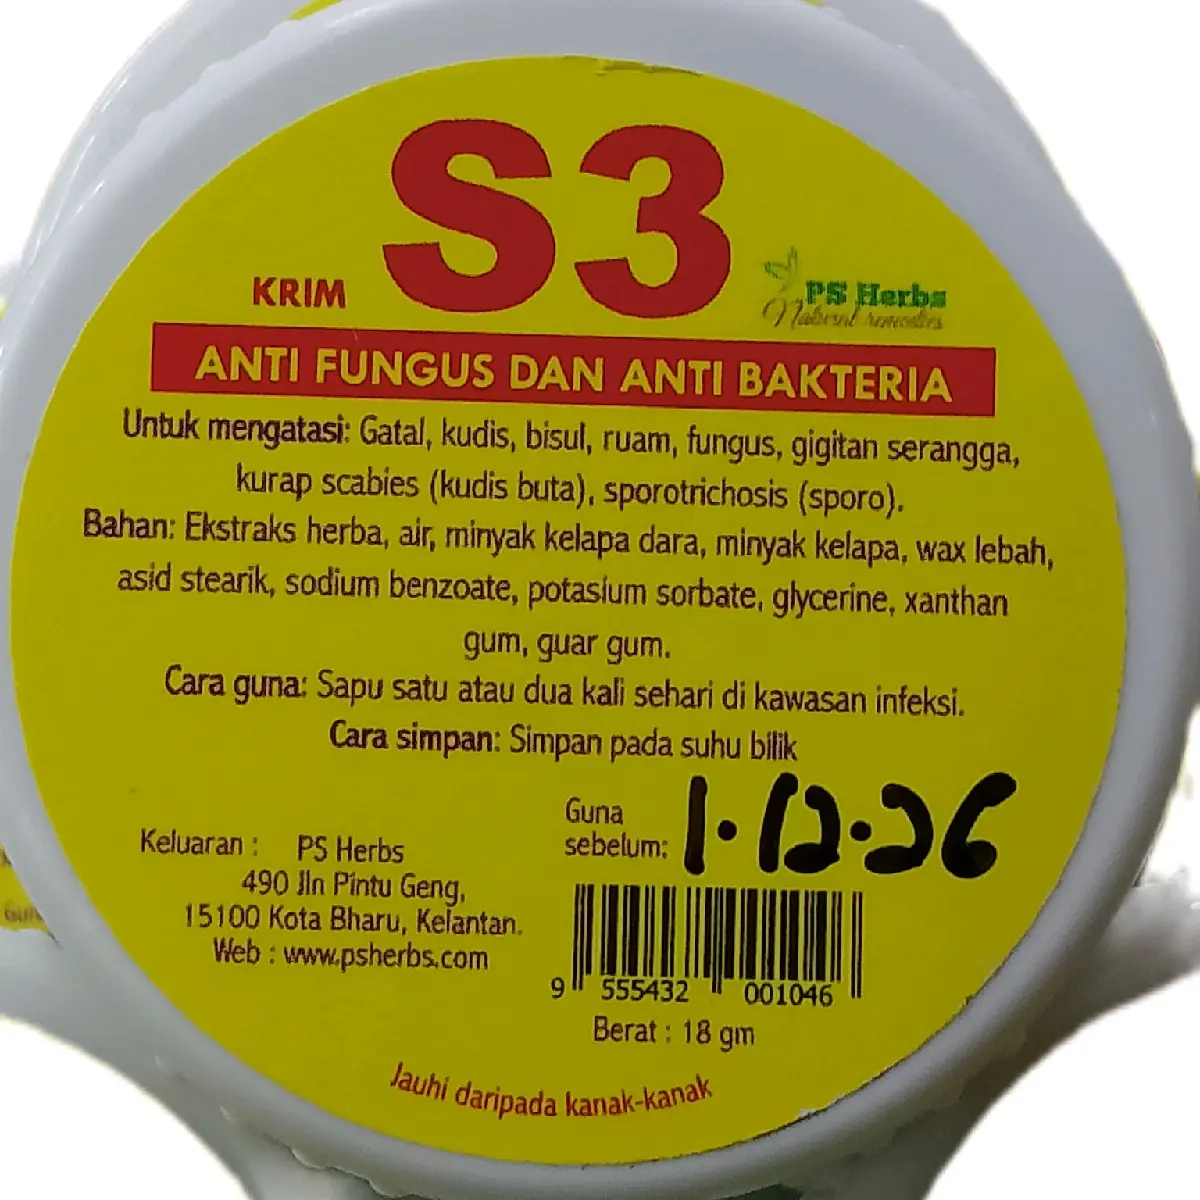 S3
KRIM
PS Herbs
Natural remedies
ANTI FUNGUS DAN ANTI BAKTERIA
Untuk mengatasi: Gatal, kudis, bisul, ruam, fungus, gigitan serangga,
kurap scabies (kudis buta), sporotrichosis (sporo).
Bahan: Ekstraks herba, air, minyak kelapa dara, minyak kelapa, wax lebah,
asid stearik, sodium benzoate, potasium sorbate, glycerine, xanthan
gum, guar gum.
Cara guna: Sapu satu atau dua kali sehari di kawasan infeksi.
Cara simpan: Simpan pada suhu bilik
Guna
sebelum: 1.12.26
Keluaran : PS Herbs
490 Jln Pintu Geng,
15100 Kota Bharu, Kelantan.
Web : www.psherbs.com
9 555432 001046
Berat : 18 gm
Jauhi daripada kanak-kanak